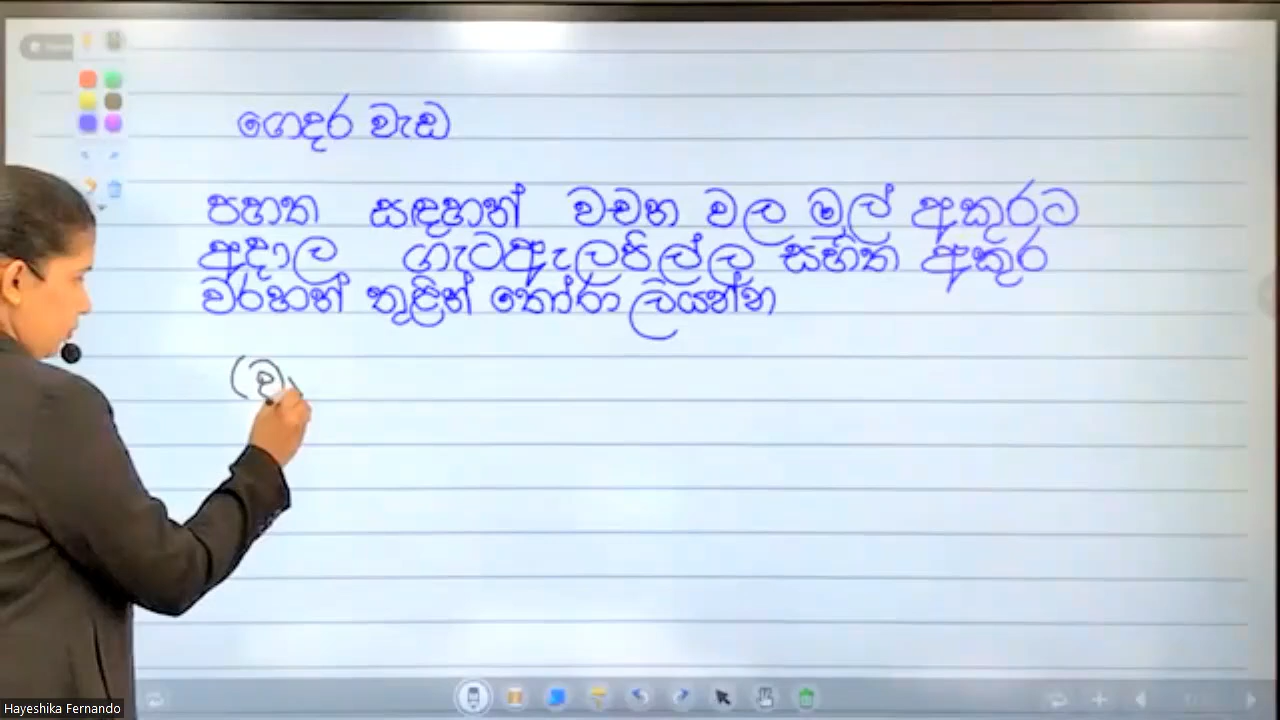 ගෙදර වැඩ
පහත සඳහන් වචන වල මුල් අකුරට
අදාල ගැටඇලපිල්ල සහිත අකුර
වරහන් තුළින් තෝරා ලියන්න
(ව)
Hayeshika Fernando